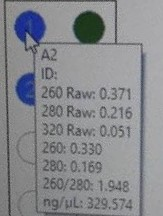 1
A2
ID:
260 Raw: 0.371
280 Raw: 0.216
320 Raw: 0.051
260: 0.330
280: 0.169
260/280: 1.948
ng/µL: 329.574